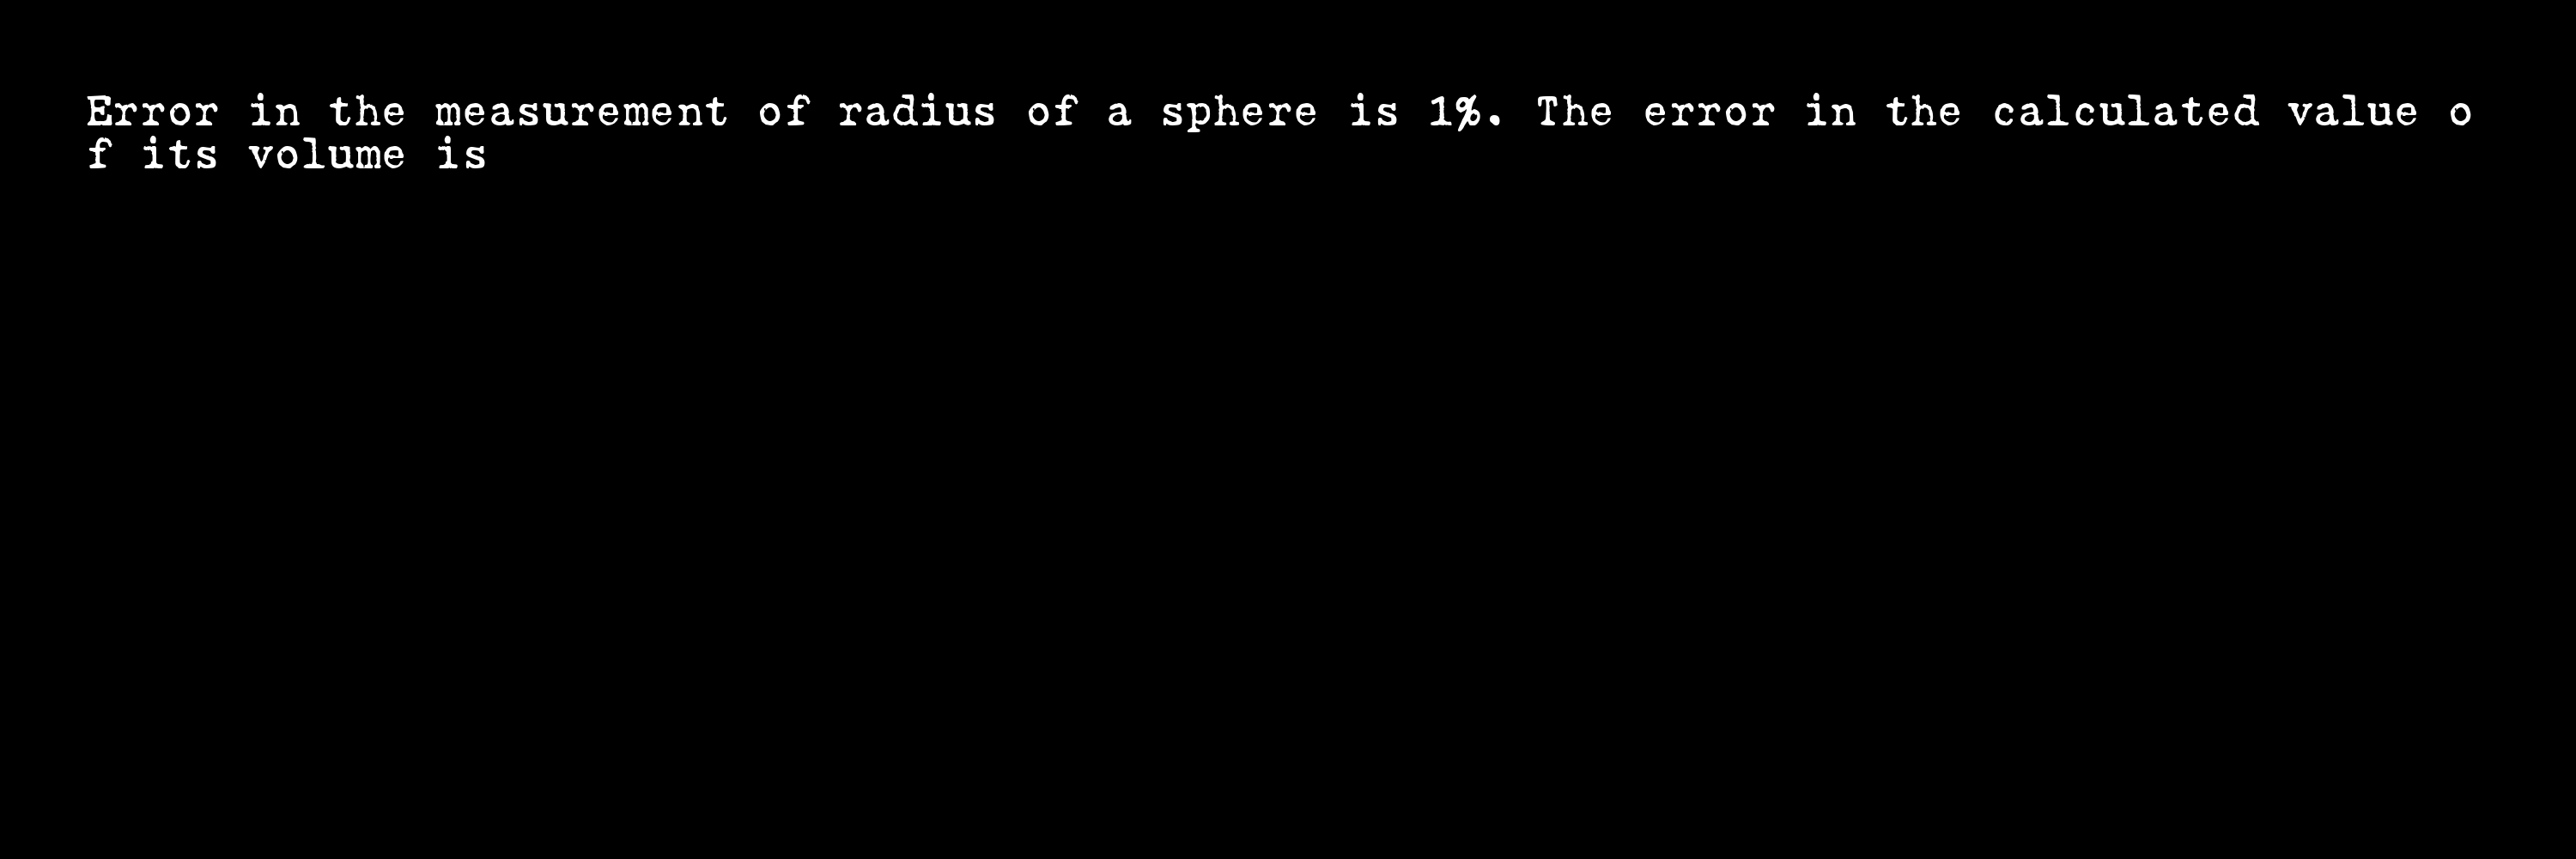 Error in the measurement of radius of a sphere is 1%. The error in the calculated value o
f its volume is